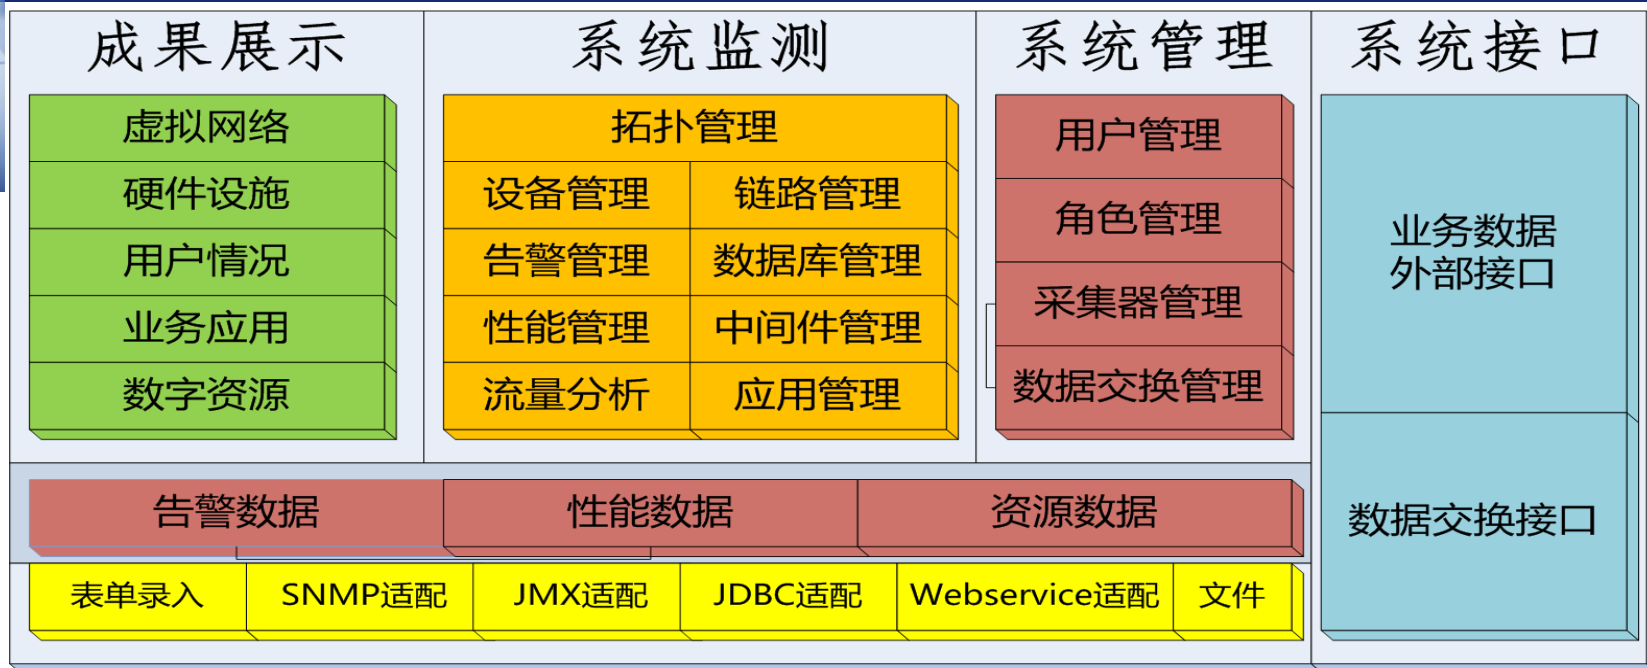 成果展示
虚拟网络
硬件设施
用户情况
业务应用
数字资源
系统监测
拓扑管理
设备管理
链路管理
告警管理
数据库管理
性能管理
中间件管理
流量分析
应用管理
系统管理
用户管理
角色管理
采集器管理
数据交换管理
系统接口
业务数据
外部接口
数据交换接口
告警数据
性能数据
资源数据
表单录入
SNMP适配
JMX适配
JDBC适配
Webservice适配
文件